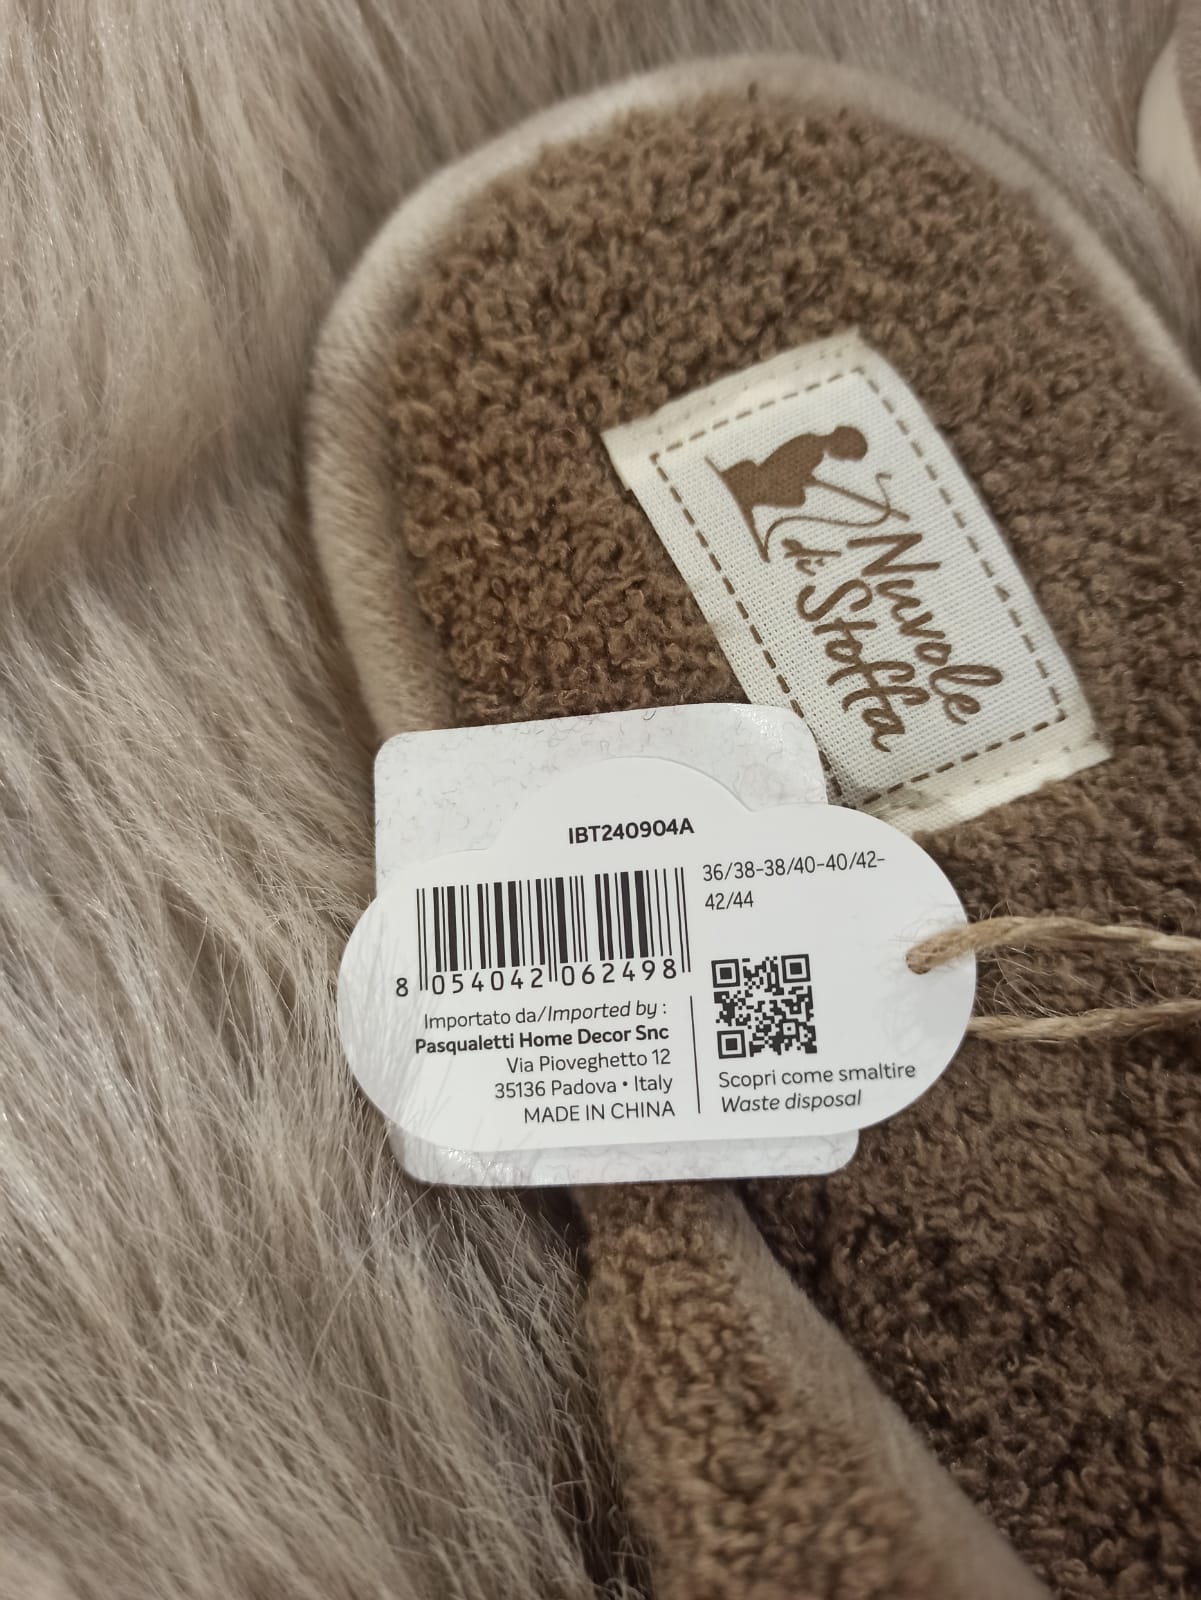 Nuvole
di Stoffa
IBT240904A
36/38-38/40-40/42-
42/44
8 054042 062498
Importato da/Imported by :
Pasqualetti Home Decor Snc
Via Pioveghetto 12
35136 Padova • Italy
MADE IN CHINA
Scopri come smaltire
Waste disposal